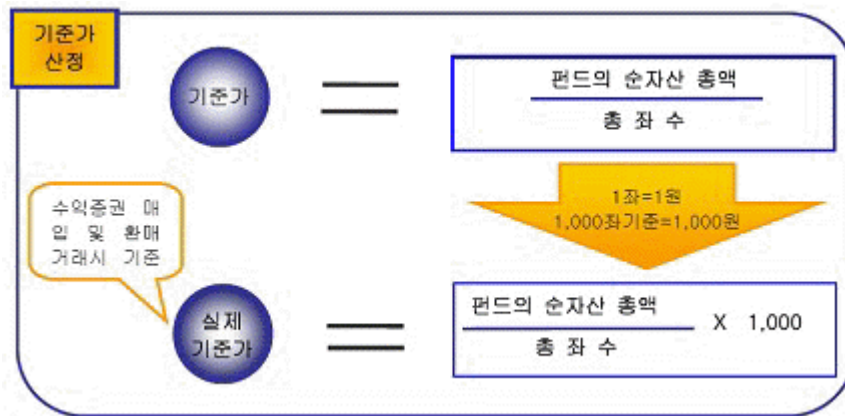 기준가
산정
기준가
펀드의 순자산 총액
총 좌 수
1좌=1원
1,000좌기준=1,000원
수익증권 매
입 및 환매
거래시 기준
실제
기준가
펀드의 순자산 총액
총 좌 수
X 1,000